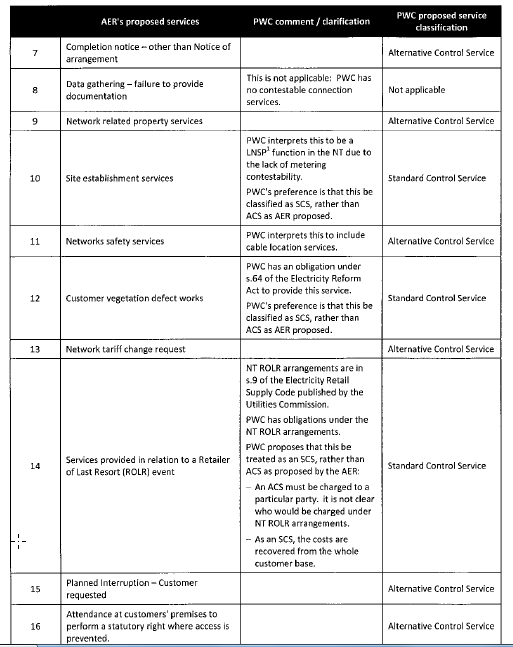 AER's proposed services
PWC comment / clarification
PWC proposed service
classification
7
Completion notice – other than Notice of
arrangement
Alternative Control Service
8
Data gathering – failure to provide
documentation
This is not applicable: PWC has
no contestable connection
services.
Not applicable
9
Network related property services
Alternative Control Service
10
Site establishment services
PWC interprets this to be a
LNSP¹ function in the NT due to
the lack of metering
contestability.
PWC's preference is that this be
classified as SCS, rather than
ACS as AER proposed.
Standard Control Service
11
Networks safety services
PWC interprets this to include
cable location services.
Alternative Control Service
12
Customer vegetation defect works
PWC has an obligation under
s.64 of the Electricity Reform
Act to provide this service.
PWC's preference is that this be
classified as SCS, rather than
ACS as AER proposed.
Standard Control Service
13
Network tariff change request
Alternative Control Service
14
Services provided in relation to a Retailer
of Last Resort (ROLR) event
NT ROLR arrangements are in
s.9 of the Electricity Retail
Supply Code published by the
Utilities Commission.
PWC has obligations under the
NT ROLR arrangements.
PWC proposes that this be
treated as an SCS, rather than
ACS as proposed by the AER:
– An ACS must be charged to a
particular party. it is not clear
who would be charged under
NT ROLR arrangements.
– As an SCS, the costs are
recovered from the whole
customer base.
Standard Control Service
15
Planned Interruption – Customer
requested
Alternative Control Service
16
Attendance at customers' premises to
perform a statutory right where access is
prevented.
Alternative Control Service